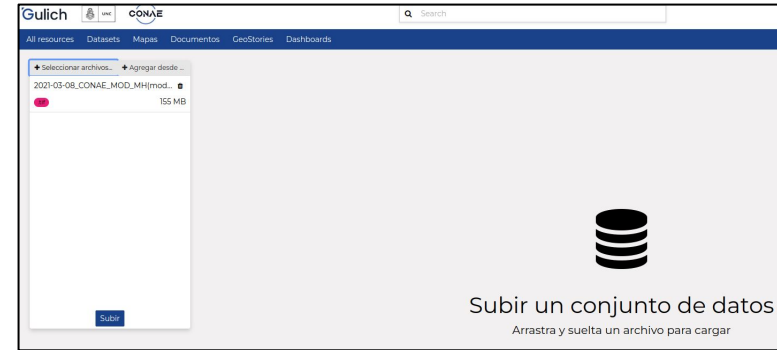 Gulich UNC CONAE Search
All resources Datasets Mapas Documentos GeoStories Dashboards
+ Seleccionar archivos... + Agregar desde ...
2021-03-08_CONAE_MOD_MH(mod...
155 MB
Subir un conjunto de datos
Arrastra y suelta un archivo para cargar
Subir